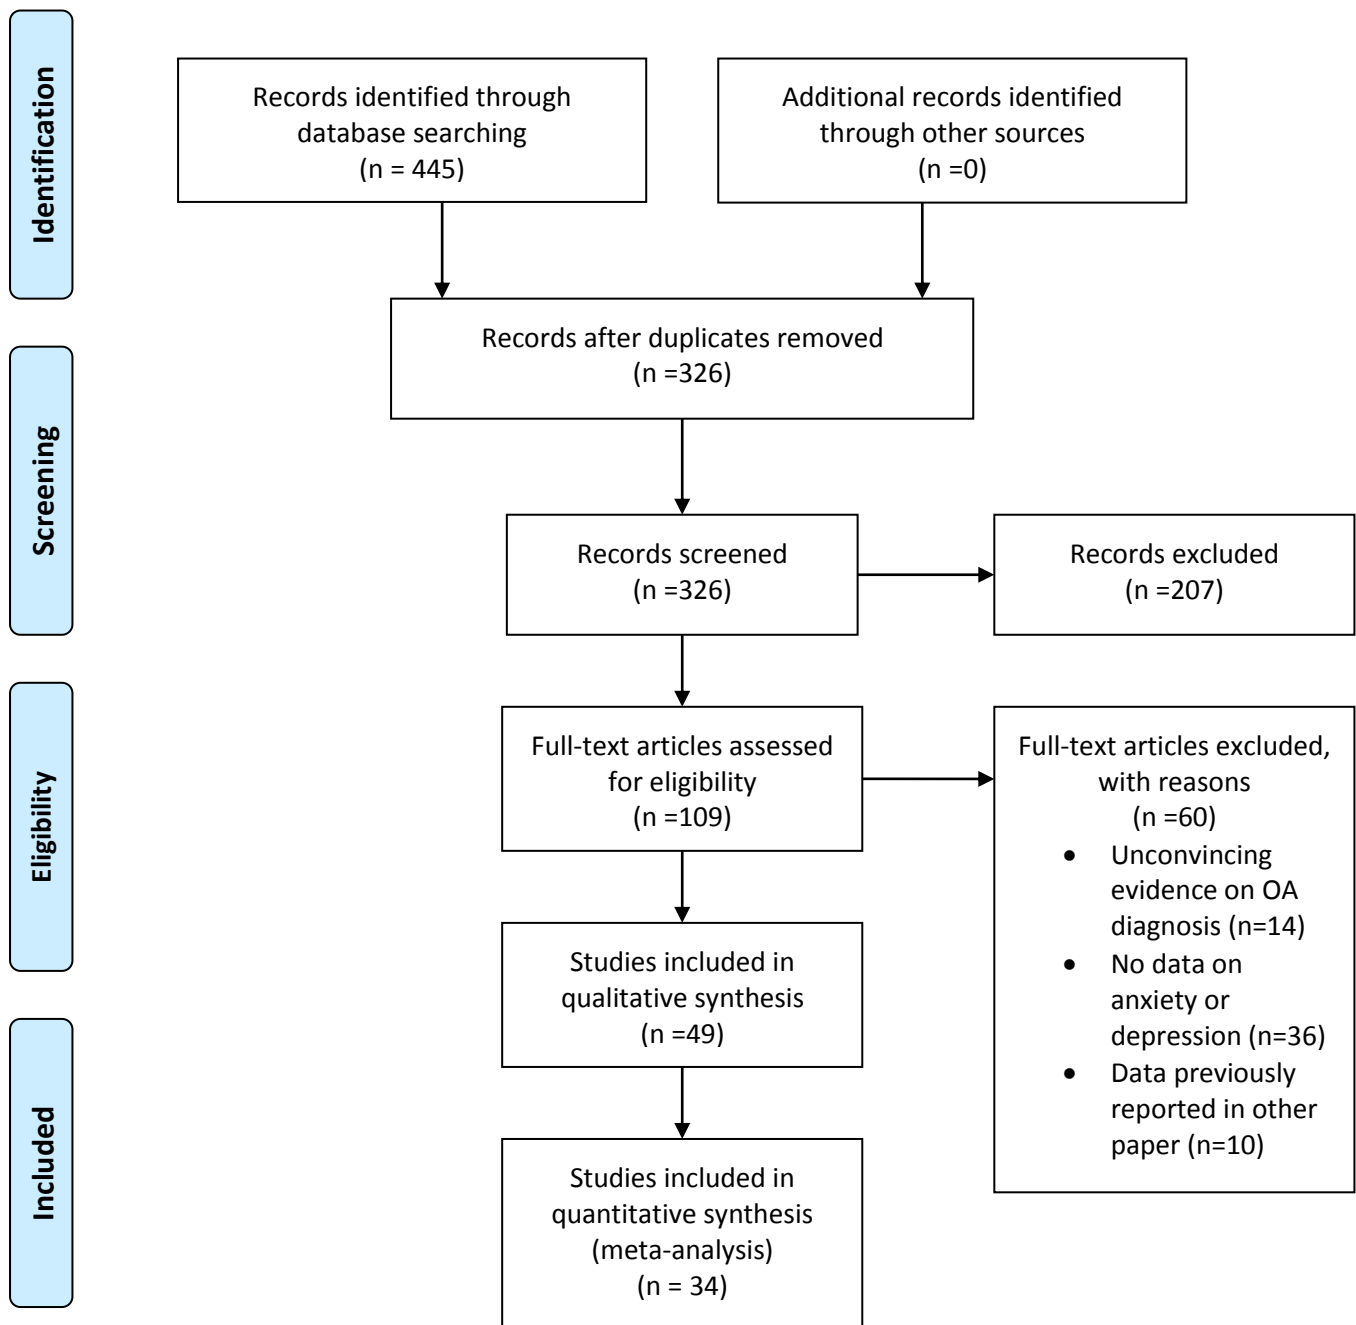 Identification
Records identified through
database searching
(n = 445)
Additional records identified
through other sources
(n =0)
Records after duplicates removed
(n =326)
Screening
Records screened
(n =326)
Records excluded
(n =207)
Eligibility
Full-text articles assessed
for eligibility
(n =109)
Full-text articles excluded,
with reasons
(n =60)
• Unconvincing
evidence on OA
diagnosis (n=14)
• No data on
anxiety or
depression (n=36)
• Data previously
reported in other
paper (n=10)
Studies included in
qualitative synthesis
(n =49)
Included
Studies included in
quantitative synthesis
(meta-analysis)
(n = 34)